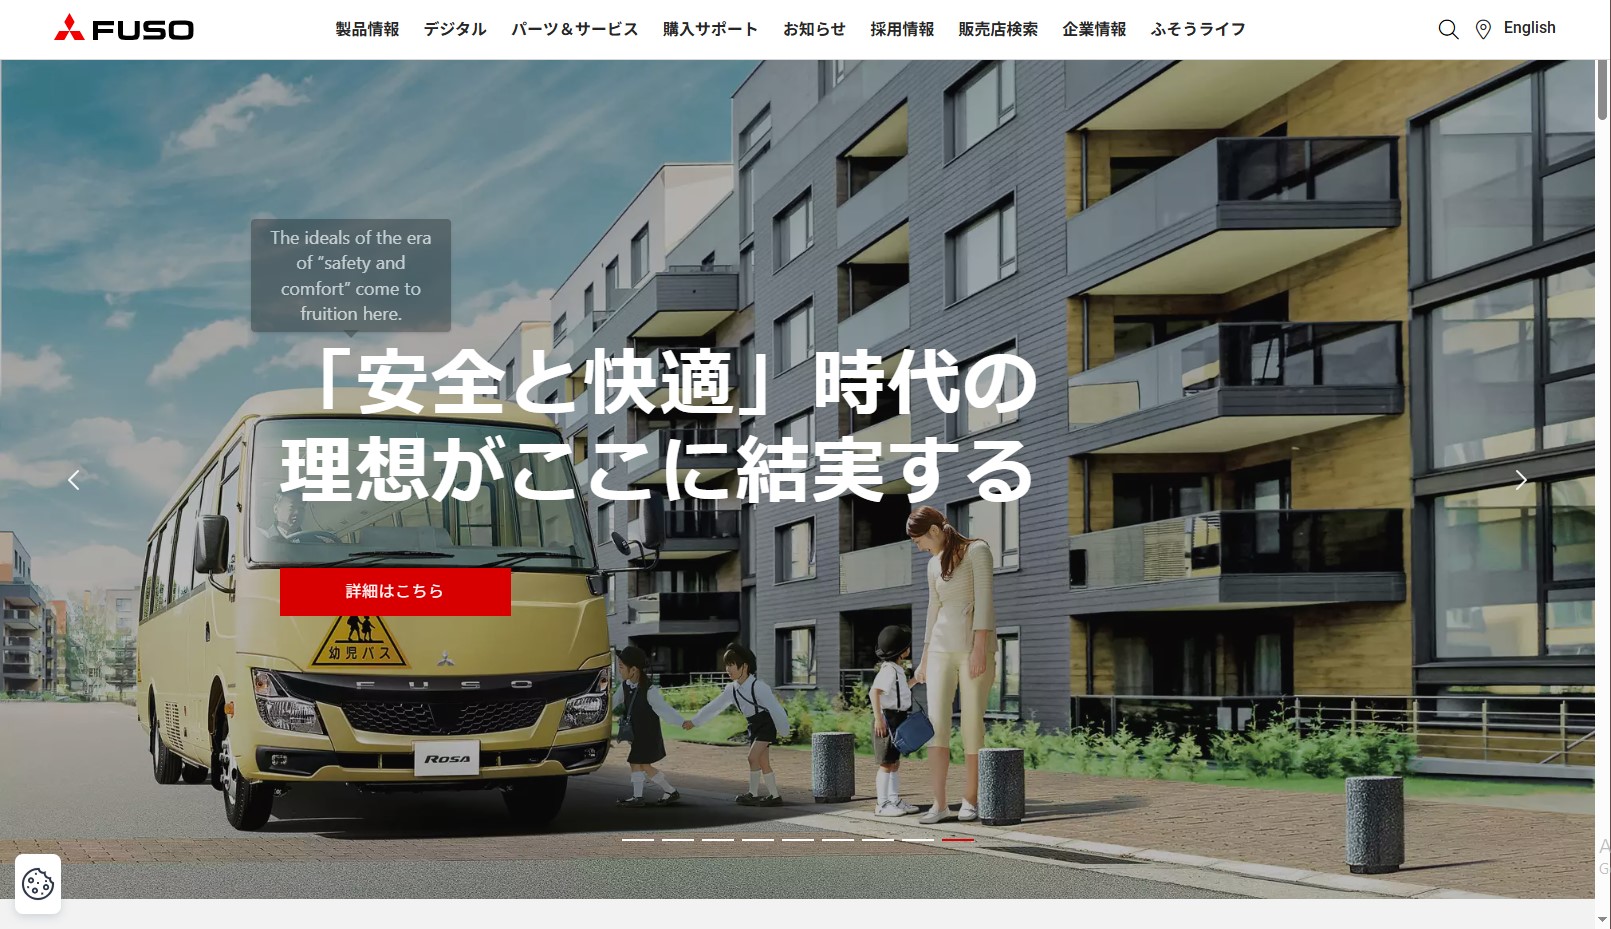 FUSO
製品情報 デジタル パーツ＆サービス 購入サポート お知らせ 採用情報 販売店検索 企業情報 ふそうライフ
English
The ideals of the era
of “safety and
comfort” come to
fruition here.
「安全と快適」時代の
理想がここに結実する
詳細はこちら
幼児バス
FUSO
ROSA